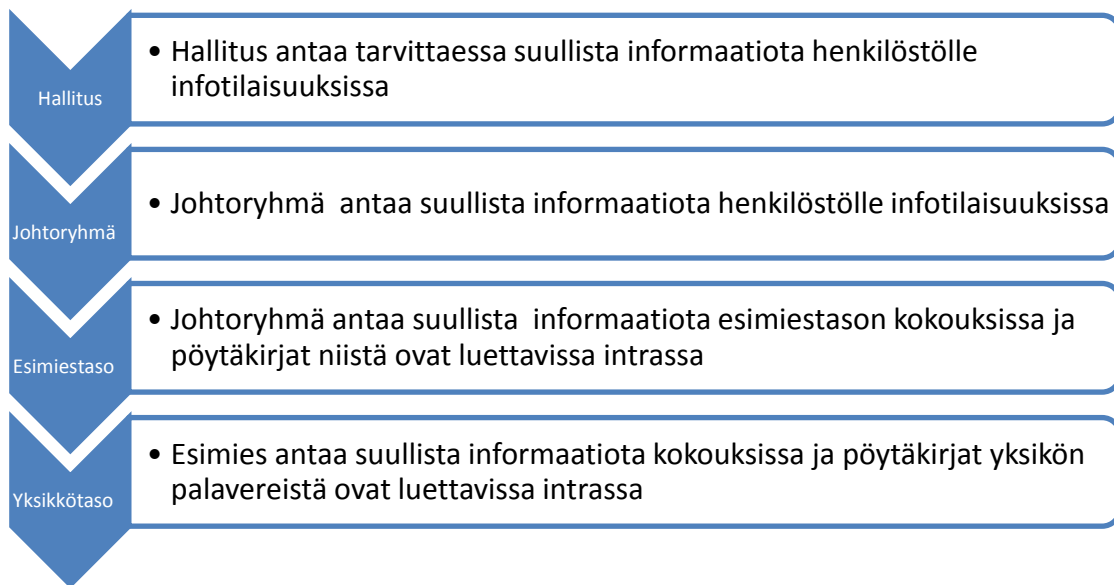 Hallitus
• Hallitus antaa tarvittaessa suullista informaatiota henkilöstölle
infotilaisuuksissa
Johtoryhmä
• Johtoryhmä antaa suullista informaatiota henkilöstölle infotilaisuuksissa
Esimiestaso
• Johtoryhmä antaa suullista informaatiota esimiestason kokouksissa ja
pöytäkirjat niistä ovat luettavissa intrassa
Yksikkötaso
• Esimies antaa suullista informaatiota kokouksissa ja pöytäkirjat yksikön
palavereistä ovat luettavissa intrassa